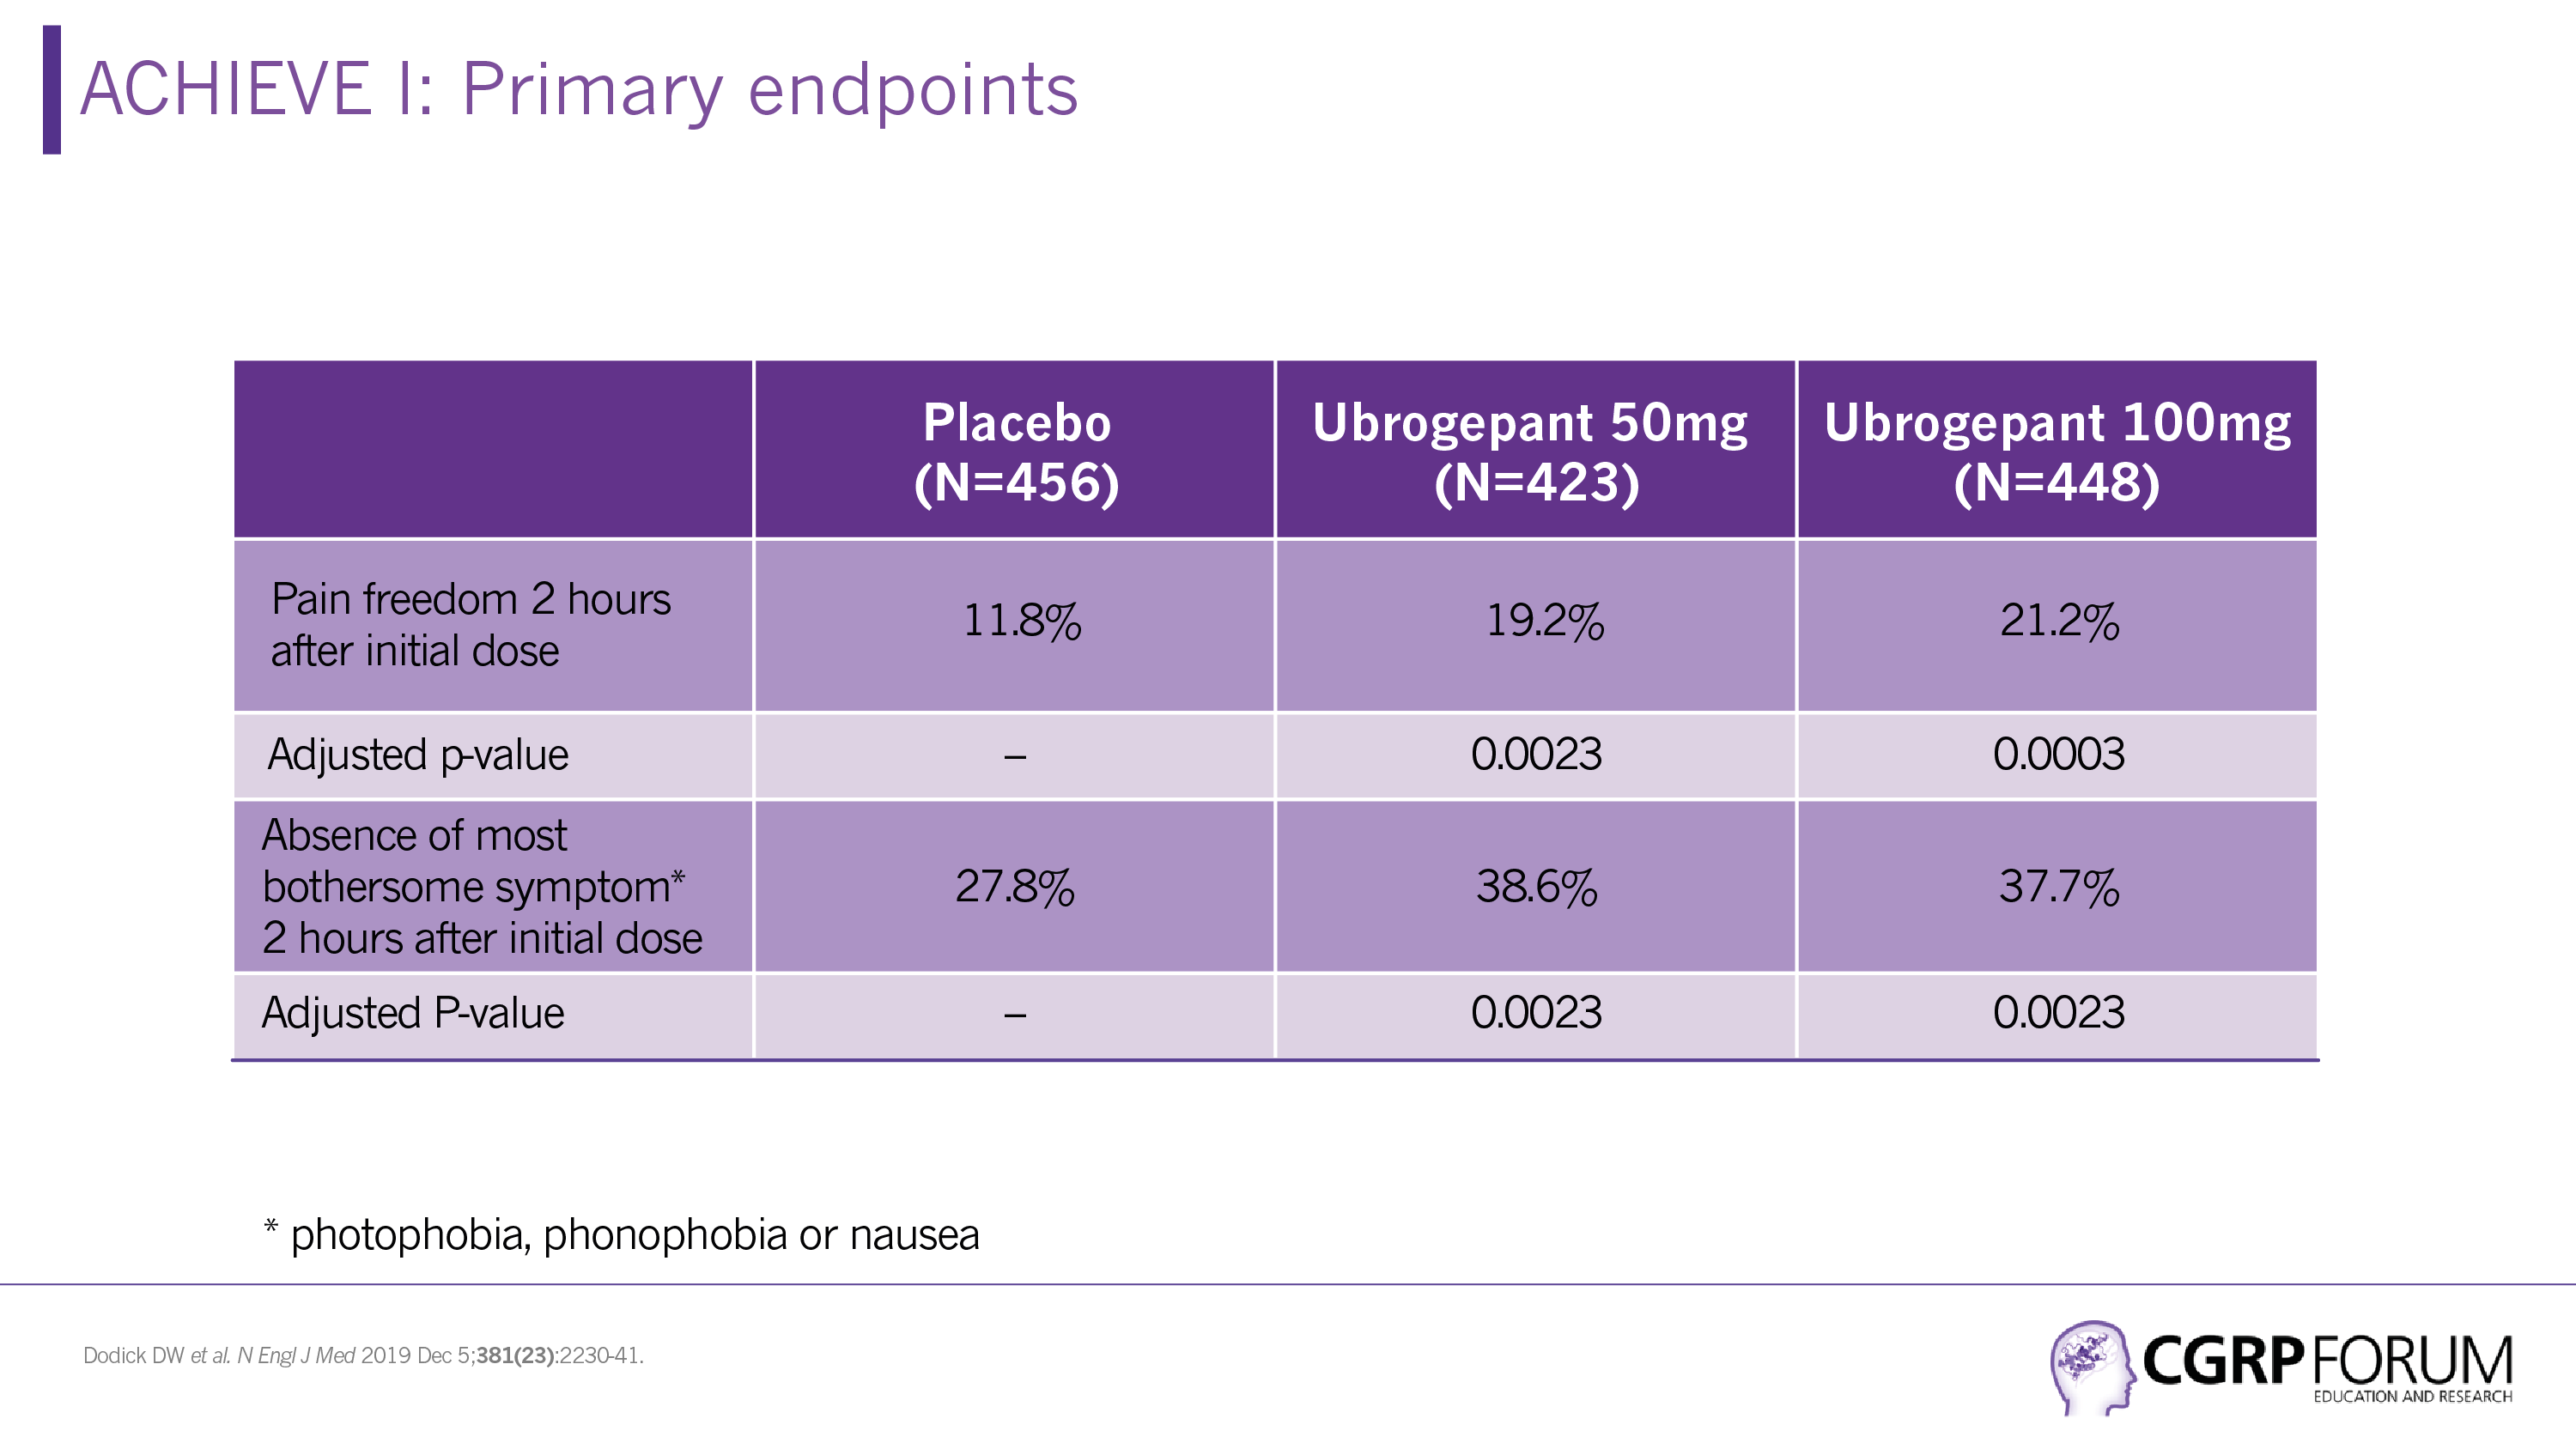 ACHIEVE I: Primary endpoints
Placebo
(N=456)
Ubrogepant 50mg
(N=423)
Ubrogepant 100mg
(N=448)
Pain freedom 2 hours
after initial dose
11.8%
19.2%
21.2%
Adjusted p-value
–
0.0023
0.0003
Absence of most
bothersome symptom*
2 hours after initial dose
27.8%
38.6%
37.7%
Adjusted P-value
–
0.0023
0.0023
* photophobia, phonophobia or nausea
Dodick DW et al. N Engl J Med 2019 Dec 5;381(23):2230-41.
CGRP FORUM
EDUCATION AND RESEARCH